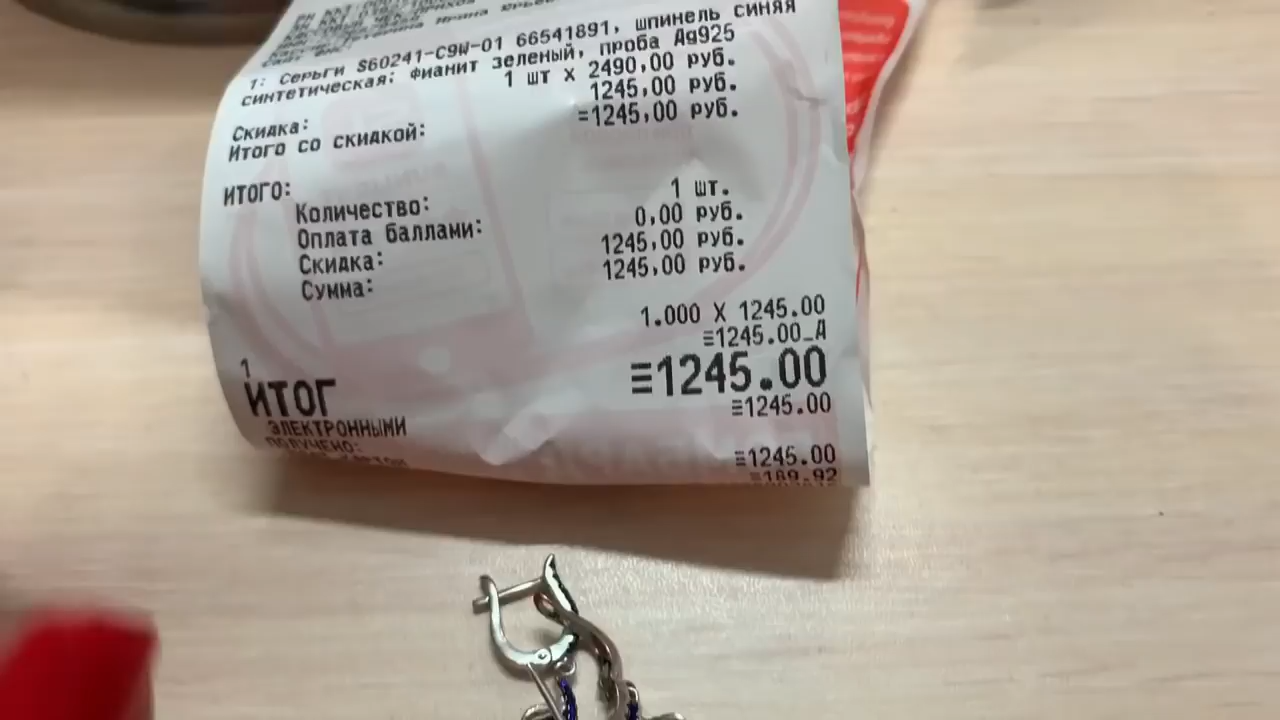 1: Серьги S60241-C9W-01 66541891, шпинель синяя
синтетическая; фианит зеленый, проба Ag925
1 шт x 2490,00 руб.
Скидка: 1245,00 руб.
Итого со скидкой: =1245,00 руб.
ИТОГО:
Количество: 1 шт.
Оплата баллами: 0,00 руб.
Скидка: 1245,00 руб.
Сумма: 1245,00 руб.
1.000 X 1245.00
1 ≡1245.00_А
ИТОГ ≡1245.00
ЭЛЕКТРОННЫМИ ≡1245.00
ПОЛУЧЕНО:
≡1245.00
≡189.92